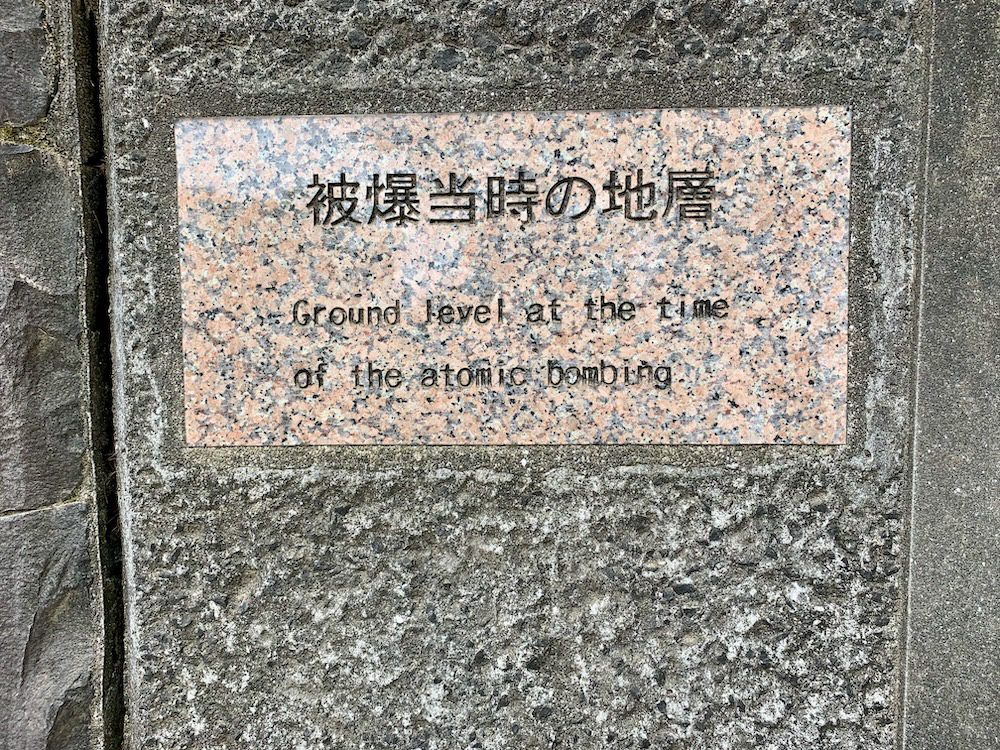 被爆当時の地層
Ground level at the time
of the atomic bombing